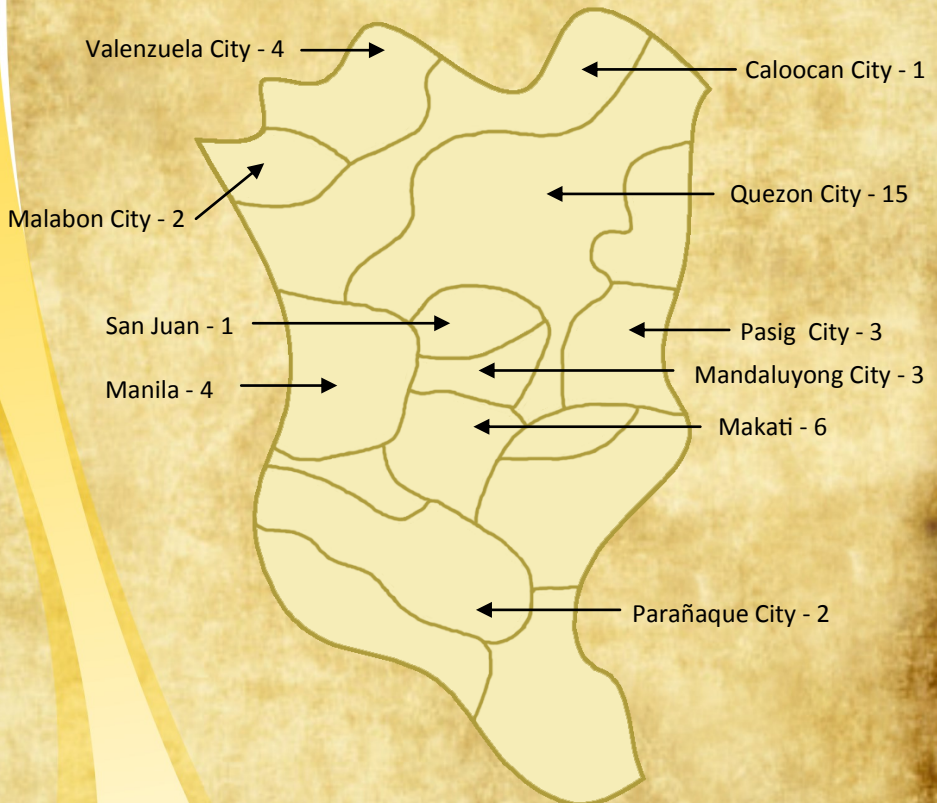 Valenzuela City - 4
Caloocan City - 1
Quezon City - 15
Malabon City - 2
San Juan - 1
Pasig  City - 3
Mandaluyong City - 3
Manila - 4
Makati - 6
Parañaque City - 2